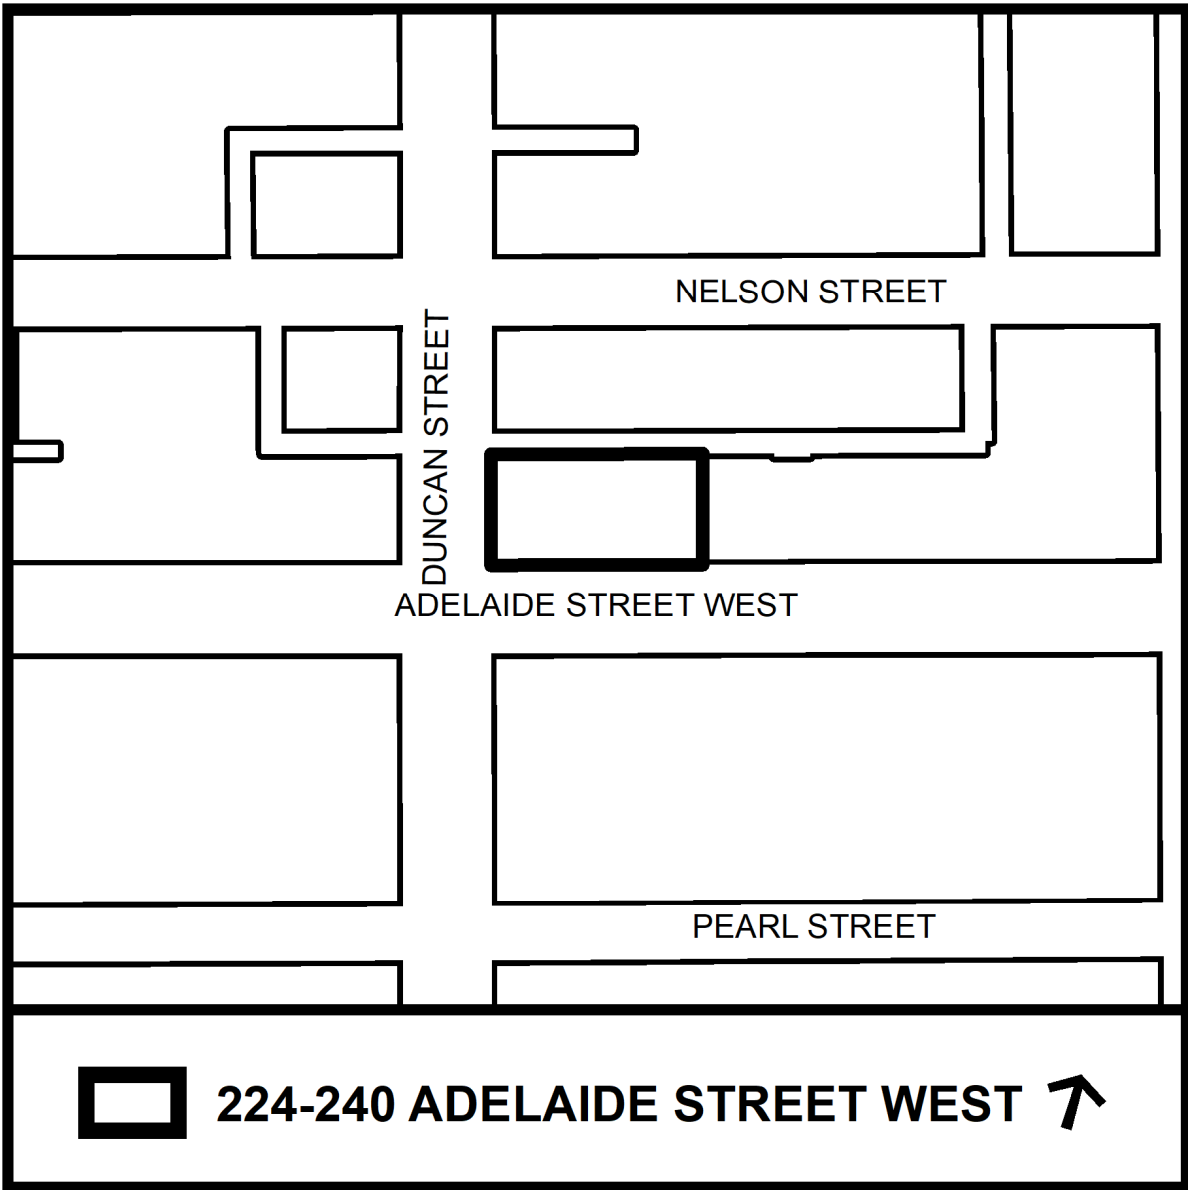 NELSON STREET
DUNCAN STREET
ADELAIDE STREET WEST
PEARL STREET
224-240 ADELAIDE STREET WEST